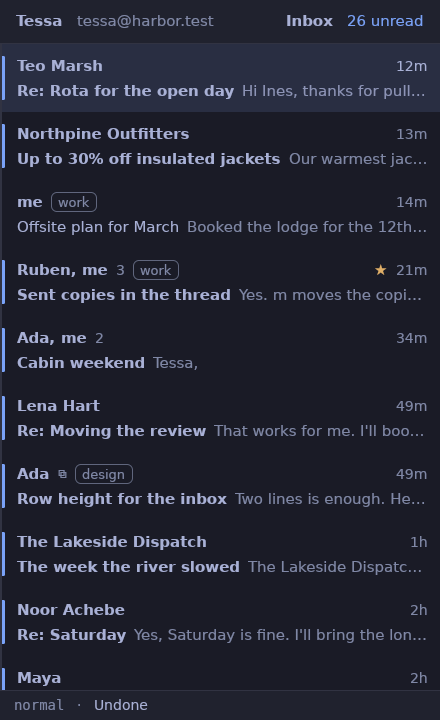 Tessa tessa@harbor.test Inbox 26 unread
Teo Marsh 12m
Re: Rota for the open day Hi Ines, thanks for pull…
Northpine Outfitters 13m
Up to 30% off insulated jackets Our warmest jac…
me work 14m
Offsite plan for March Booked the lodge for the 12th…
Ruben, me 3 work ★ 21m
Sent copies in the thread Yes. m moves the copi…
Ada, me 2 34m
Cabin weekend Tessa,
Lena Hart 49m
Re: Moving the review That works for me. I'll boo…
Ada design 49m
Row height for the inbox Two lines is enough. He…
The Lakeside Dispatch 1h
The week the river slowed The Lakeside Dispatc…
Noor Achebe 2h
Re: Saturday Yes, Saturday is fine. I'll bring the lon…
Maya 2h
normal · Undone